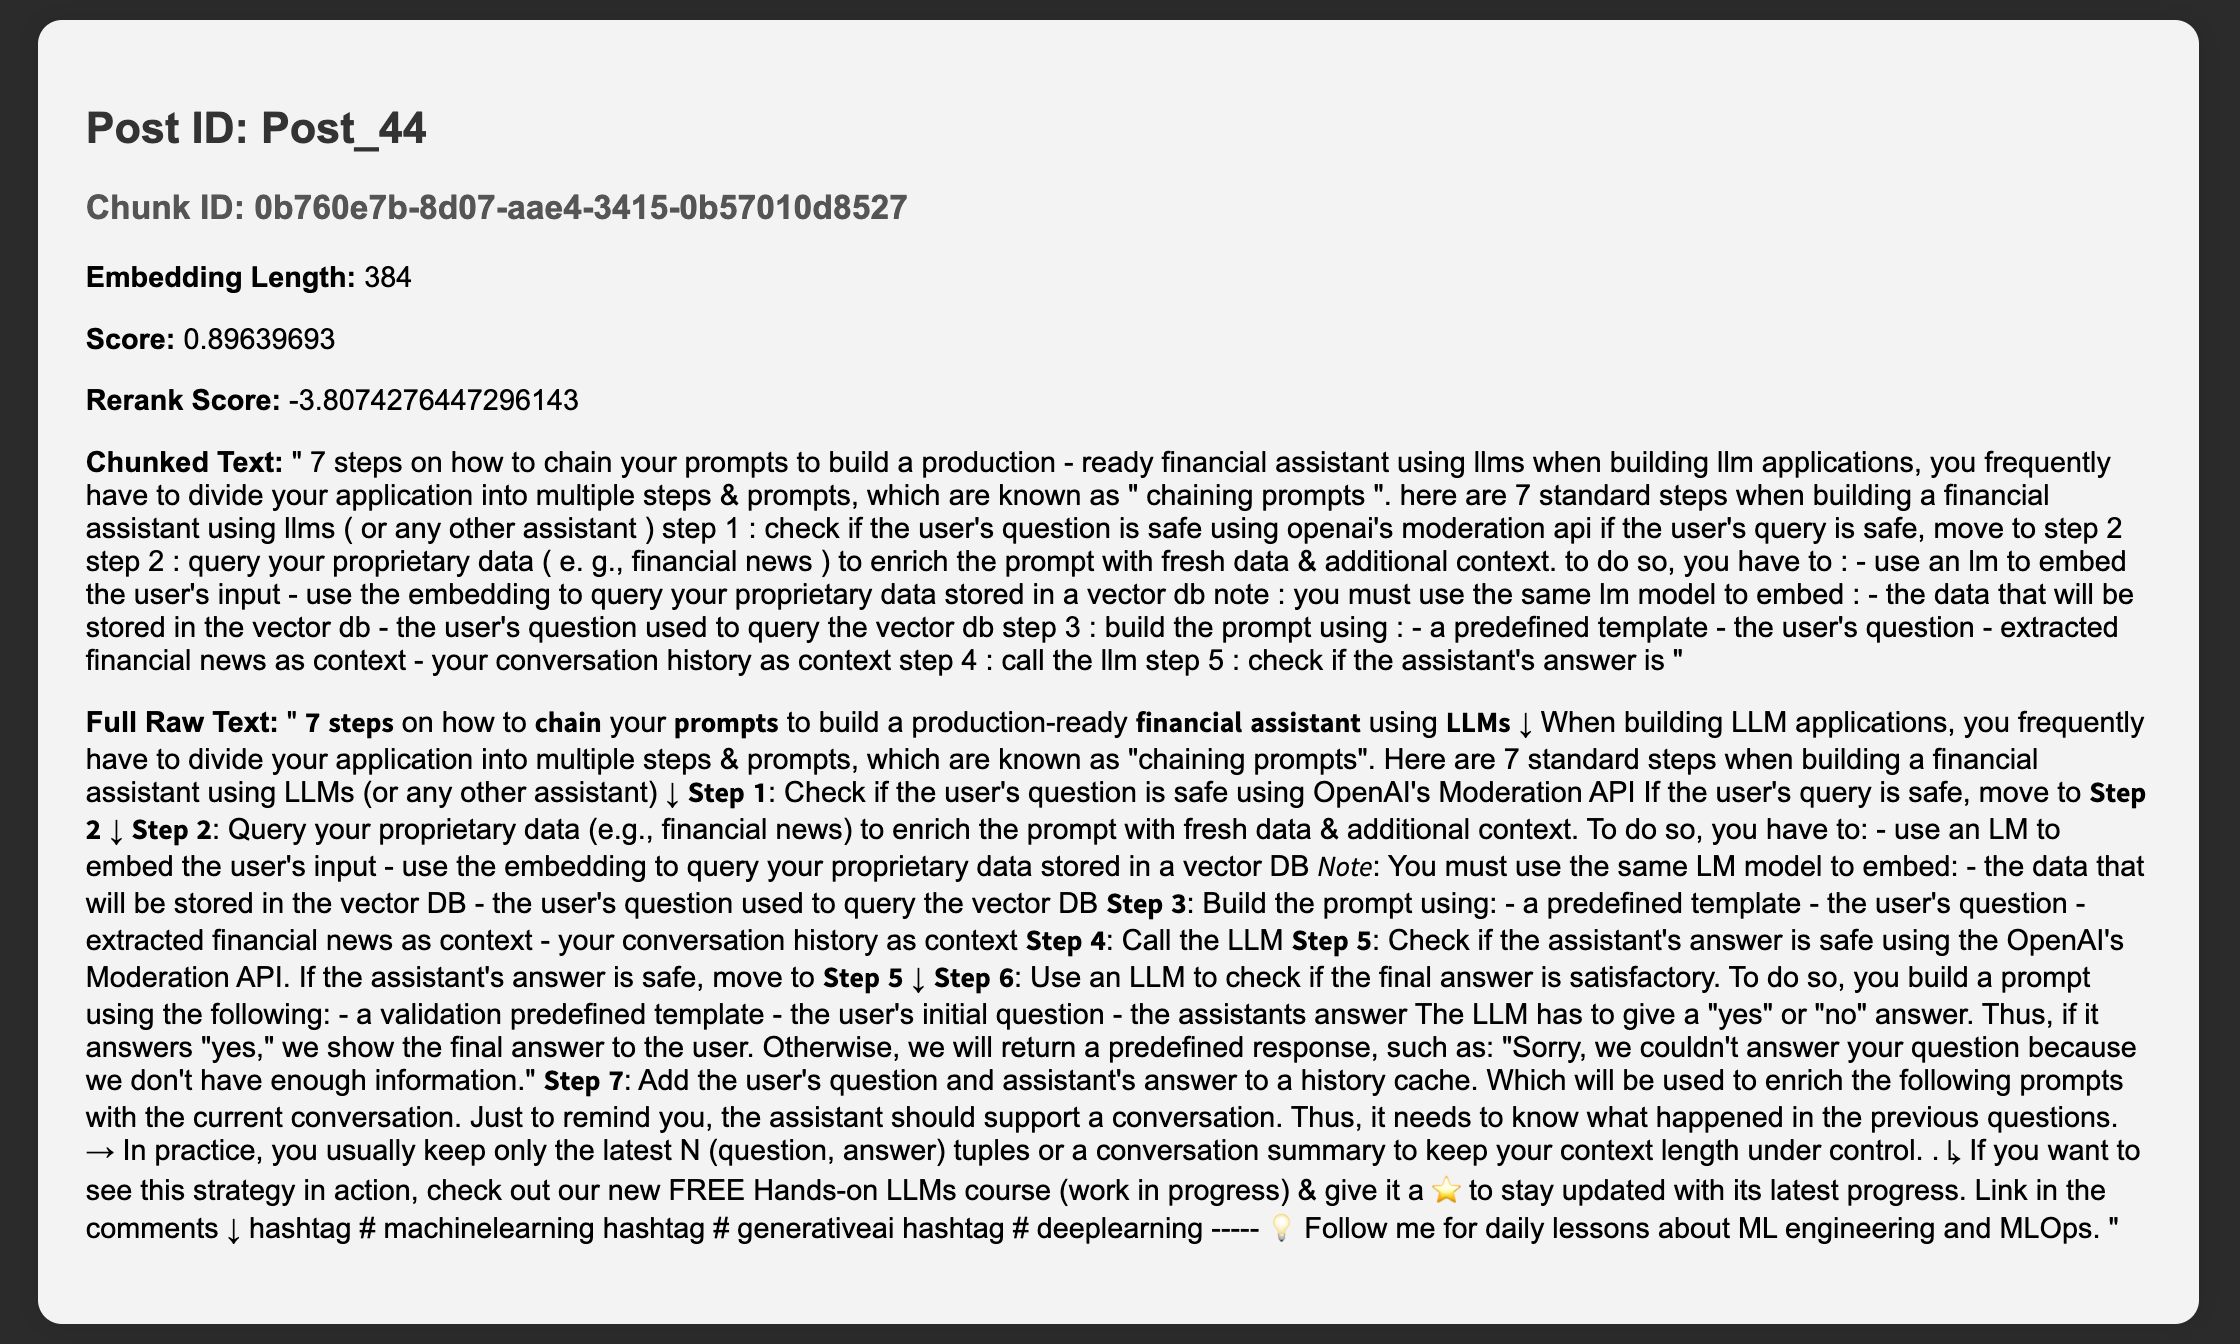 Post ID: Post_44
Chunk ID: 0b760e7b-8d07-aae4-3415-0b57010d8527
Embedding Length: 384
Score: 0.89639693
Rerank Score: -3.8074276447296143
Chunked Text: " 7 steps on how to chain your prompts to build a production - ready financial assistant using llms when building llm applications, you frequently
have to divide your application into multiple steps & prompts, which are known as " chaining prompts ". here are 7 standard steps when building a financial
assistant using llms ( or any other assistant ) step 1 : check if the user's question is safe using openai's moderation api if the user's query is safe, move to step 2
step 2 : query your proprietary data ( e. g., financial news ) to enrich the prompt with fresh data & additional context. to do so, you have to : - use an lm to embed
the user's input - use the embedding to query your proprietary data stored in a vector db note : you must use the same lm model to embed : - the data that will be
stored in the vector db - the user's question used to query the vector db step 3 : build the prompt using : - a predefined template - the user's question - extracted
financial news as context - your conversation history as context step 4 : call the llm step 5 : check if the assistant's answer is "
Full Raw Text: " 7 steps on how to chain your prompts to build a production-ready financial assistant using LLMs ↓ When building LLM applications, you frequently
have to divide your application into multiple steps & prompts, which are known as "chaining prompts". Here are 7 standard steps when building a financial
assistant using LLMs (or any other assistant) ↓ Step 1: Check if the user's question is safe using OpenAI's Moderation API If the user's query is safe, move to Step
2 ↓ Step 2: Query your proprietary data (e.g., financial news) to enrich the prompt with fresh data & additional context. To do so, you have to: - use an LM to
embed the user's input - use the embedding to query your proprietary data stored in a vector DB Note: You must use the same LM model to embed: - the data that
will be stored in the vector DB - the user's question used to query the vector DB Step 3: Build the prompt using: - a predefined template - the user's question -
extracted financial news as context - your conversation history as context Step 4: Call the LLM Step 5: Check if the assistant's answer is safe using the OpenAI's
Moderation API. If the assistant's answer is safe, move to Step 5 ↓ Step 6: Use an LLM to check if the final answer is satisfactory. To do so, you build a prompt
using the following: - a validation predefined template - the user's initial question - the assistants answer The LLM has to give a "yes" or "no" answer. Thus, if it
answers "yes," we show the final answer to the user. Otherwise, we will return a predefined response, such as: "Sorry, we couldn't answer your question because
we don't have enough information." Step 7: Add the user's question and assistant's answer to a history cache. Which will be used to enrich the following prompts
with the current conversation. Just to remind you, the assistant should support a conversation. Thus, it needs to know what happened in the previous questions.
→ In practice, you usually keep only the latest N (question, answer) tuples or a conversation summary to keep your context length under control. . ↳ If you want to
see this strategy in action, check out our new FREE Hands-on LLMs course (work in progress) & give it a ⭐ to stay updated with its latest progress. Link in the
comments ↓ hashtag # machinelearning hashtag # generativeai hashtag # deeplearning ----- 💡 Follow me for daily lessons about ML engineering and MLOps. "